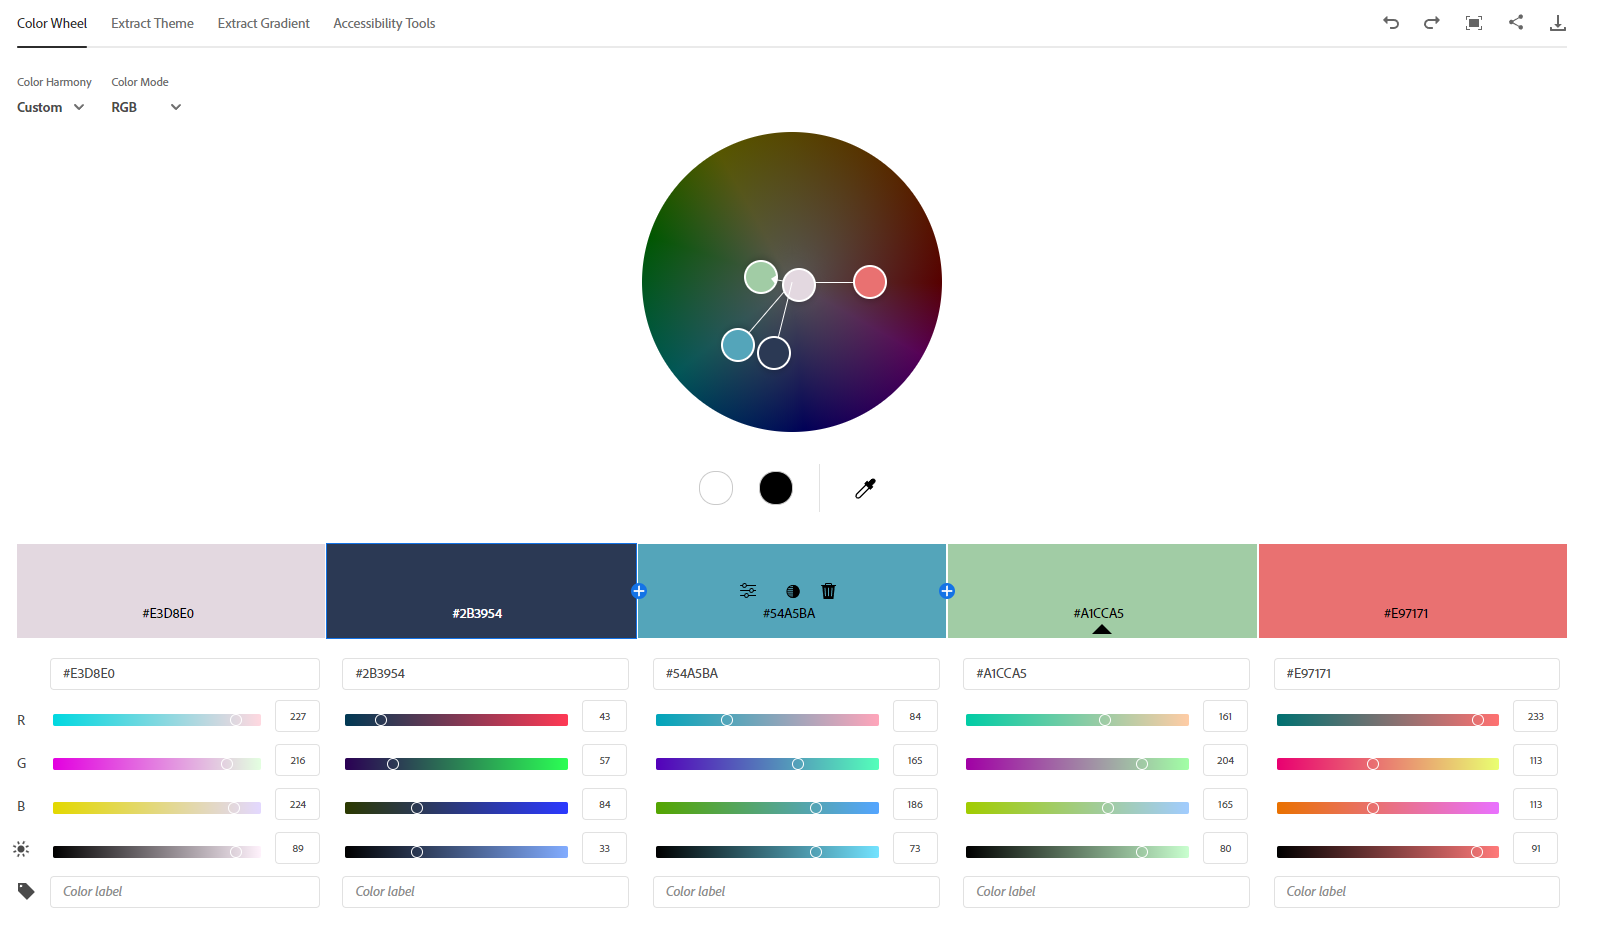 Color Wheel Extract Theme Extract Gradient Accessibility Tools
Color Harmony Color Mode
Custom RGB
#E3D8E0 #2B3954 #54A5BA #A1CCA5 #E97171
#E3D8E0 #2B3954 #54A5BA #A1CCA5 #E97171
R 227 43 84 161 233
G 216 57 165 204 113
B 224 84 186 165 113
89 33 73 80 91
Color label Color label Color label Color label Color label